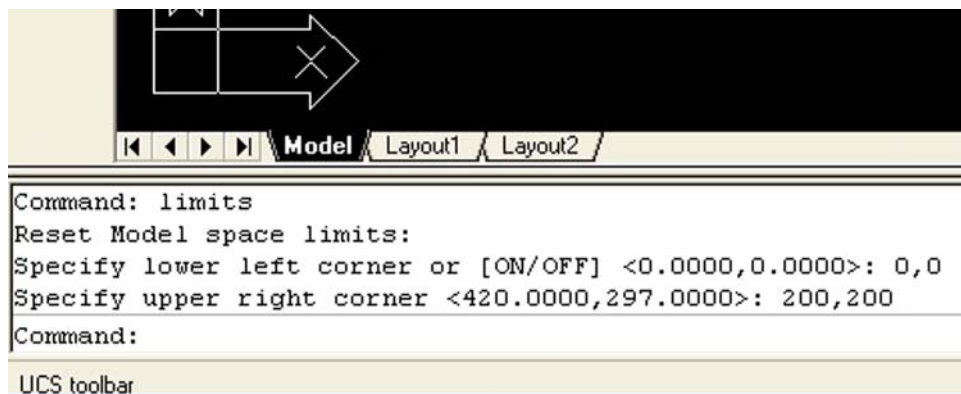 X
Model Layout1 Layout2
Command: limits
Reset Model space limits:
Specify lower left corner or [ON/OFF] <0.0000,0.0000>: 0,0
Specify upper right corner <420.0000,297.0000>: 200,200
Command:
UCS toolbar